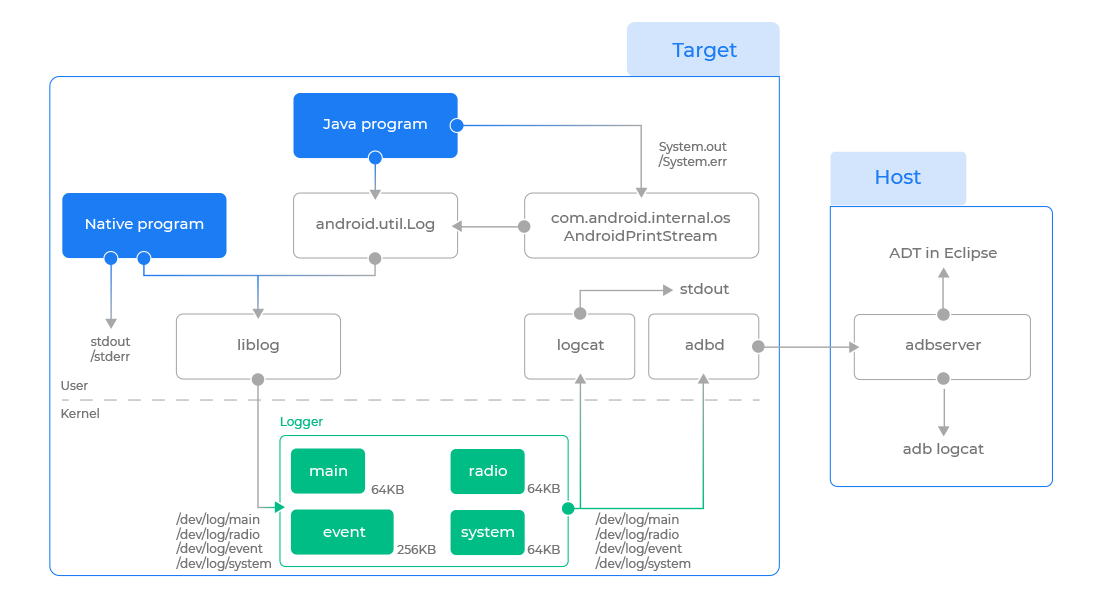 Target
Java program
System.out
/System.err
Host
Native program
android.util.Log
com.android.internal.os
AndroidPrintStream
ADT in Eclipse
stdout
stdout
/stderr
liblog
logcat
adbd
adbserver
User
Kernel
Logger
adb logcat
main
64KB
radio
64KB
event
256KB
system
64KB
/dev/log/main
/dev/log/radio
/dev/log/event
/dev/log/system
/dev/log/main
/dev/log/radio
/dev/log/event
/dev/log/system